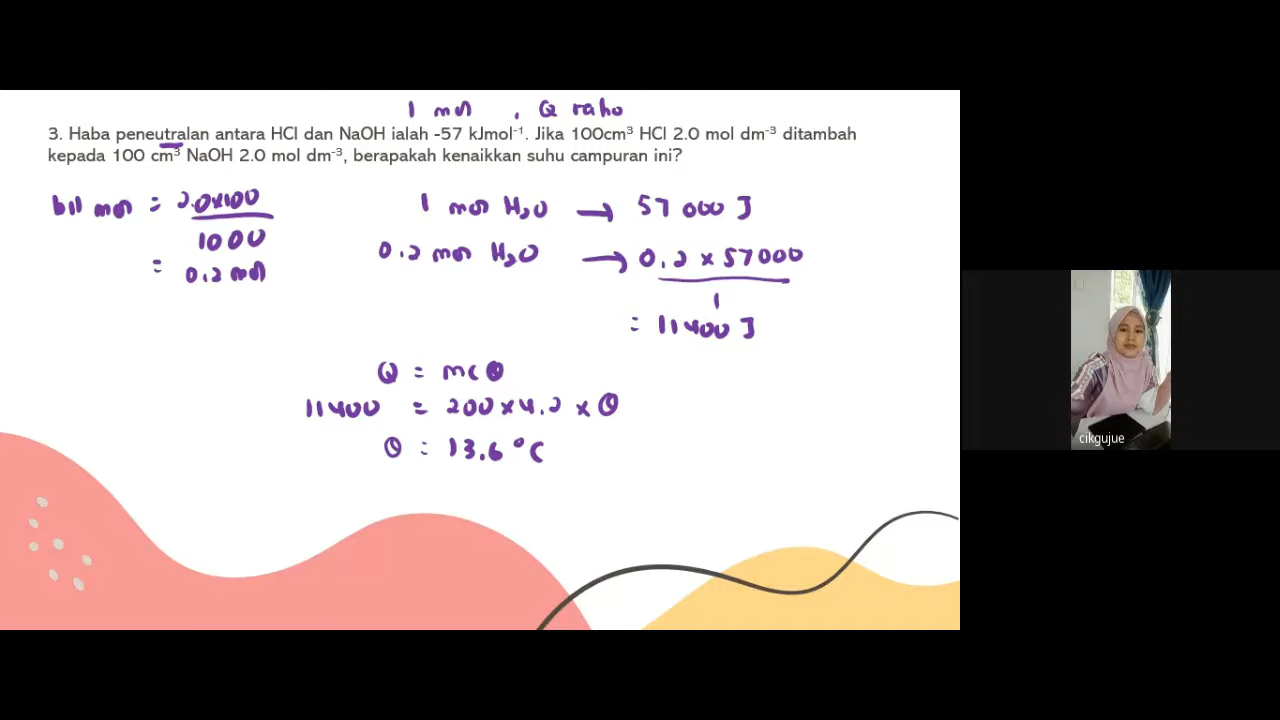 1 mol , Q
3. Haba peneutralan antara HCl dan NaOH ialah -57 kJmol⁻¹. Jika 100cm³ HCl 2.0 mol dm⁻³ ditambah
kepada 100 cm³ NaOH 2.0 mol dm⁻³, berapakah kenaikkan suhu campuran ini?
bil mol = 2.0x100
1000
= 0.2 mol
1 mol H₂O → 57 000 J
0.2 mol H₂O → 0.2 x 57000
1
= 11400 J
Q = mcθ
11400 = 200 x 4.2 x θ
θ = 13.6°C
cikgujue